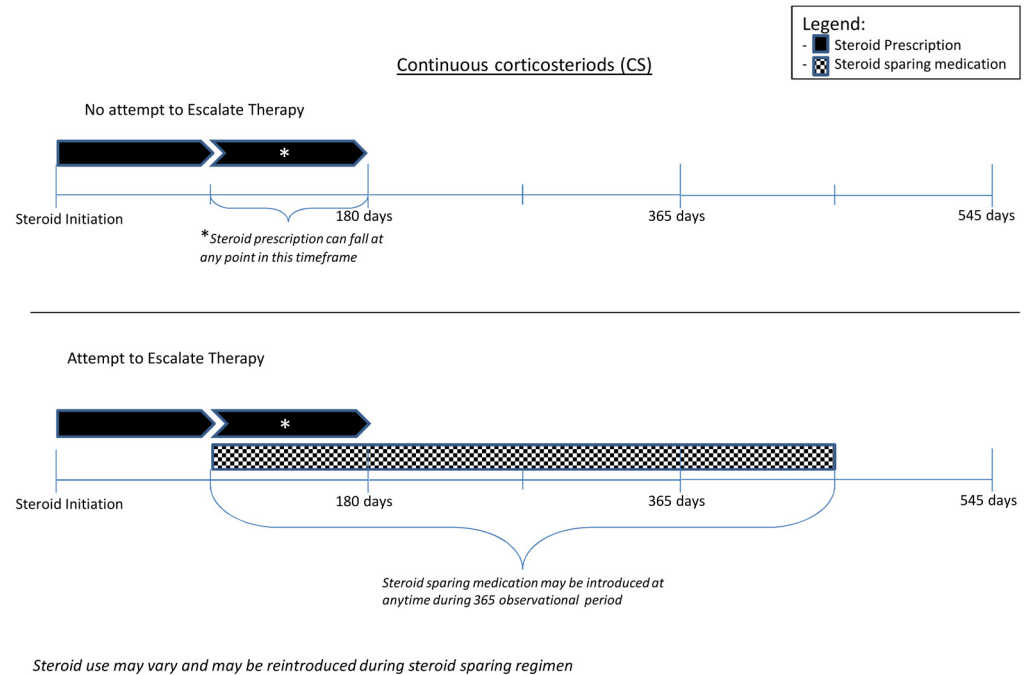 Legend:
- Steroid Prescription
- Steroid sparing medication
Continuous corticosteriods (CS)
No attempt to Escalate Therapy
*
Steroid Initiation
180 days
365 days
545 days
*Steroid prescription can fall at
any point in this timeframe
Attempt to Escalate Therapy
*
Steroid Initiation
180 days
365 days
545 days
Steroid sparing medication may be introduced at
anytime during 365 observational period
Steroid use may vary and may be reintroduced during steroid sparing regimen